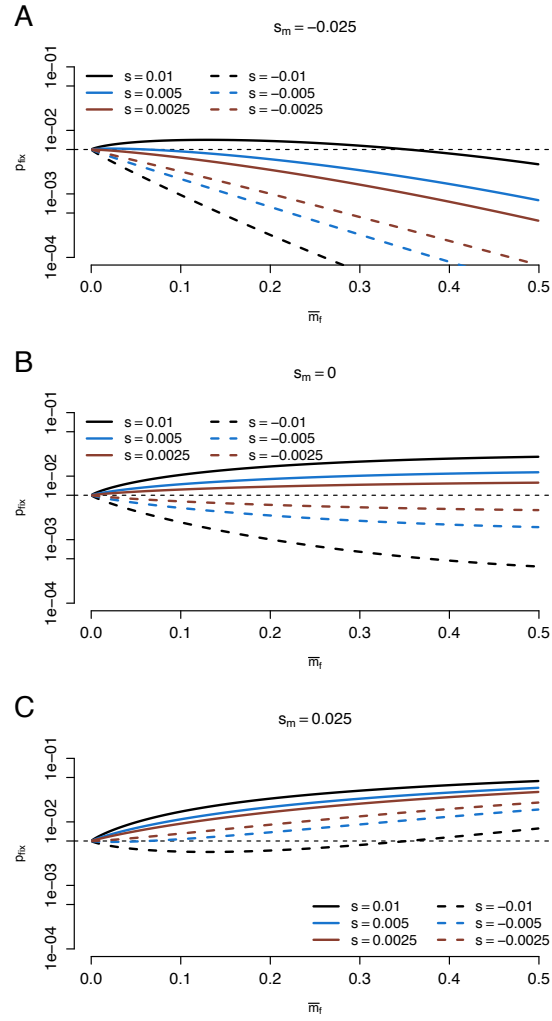 A
s_m = −0.025
1e−01
1e−02
1e−03
1e−04
p_fix
s = 0.01
s = 0.005
s = 0.0025
s = −0.01
s = −0.005
s = −0.0025
0.0 0.1 0.2 0.3 0.4 0.5
m̅_f
B
s_m = 0
1e−01
1e−02
1e−03
1e−04
p_fix
s = 0.01
s = 0.005
s = 0.0025
s = −0.01
s = −0.005
s = −0.0025
0.0 0.1 0.2 0.3 0.4 0.5
m̅_f
C
s_m = 0.025
1e−01
1e−02
1e−03
1e−04
p_fix
s = 0.01
s = 0.005
s = 0.0025
s = −0.01
s = −0.005
s = −0.0025
0.0 0.1 0.2 0.3 0.4 0.5
m̅_f